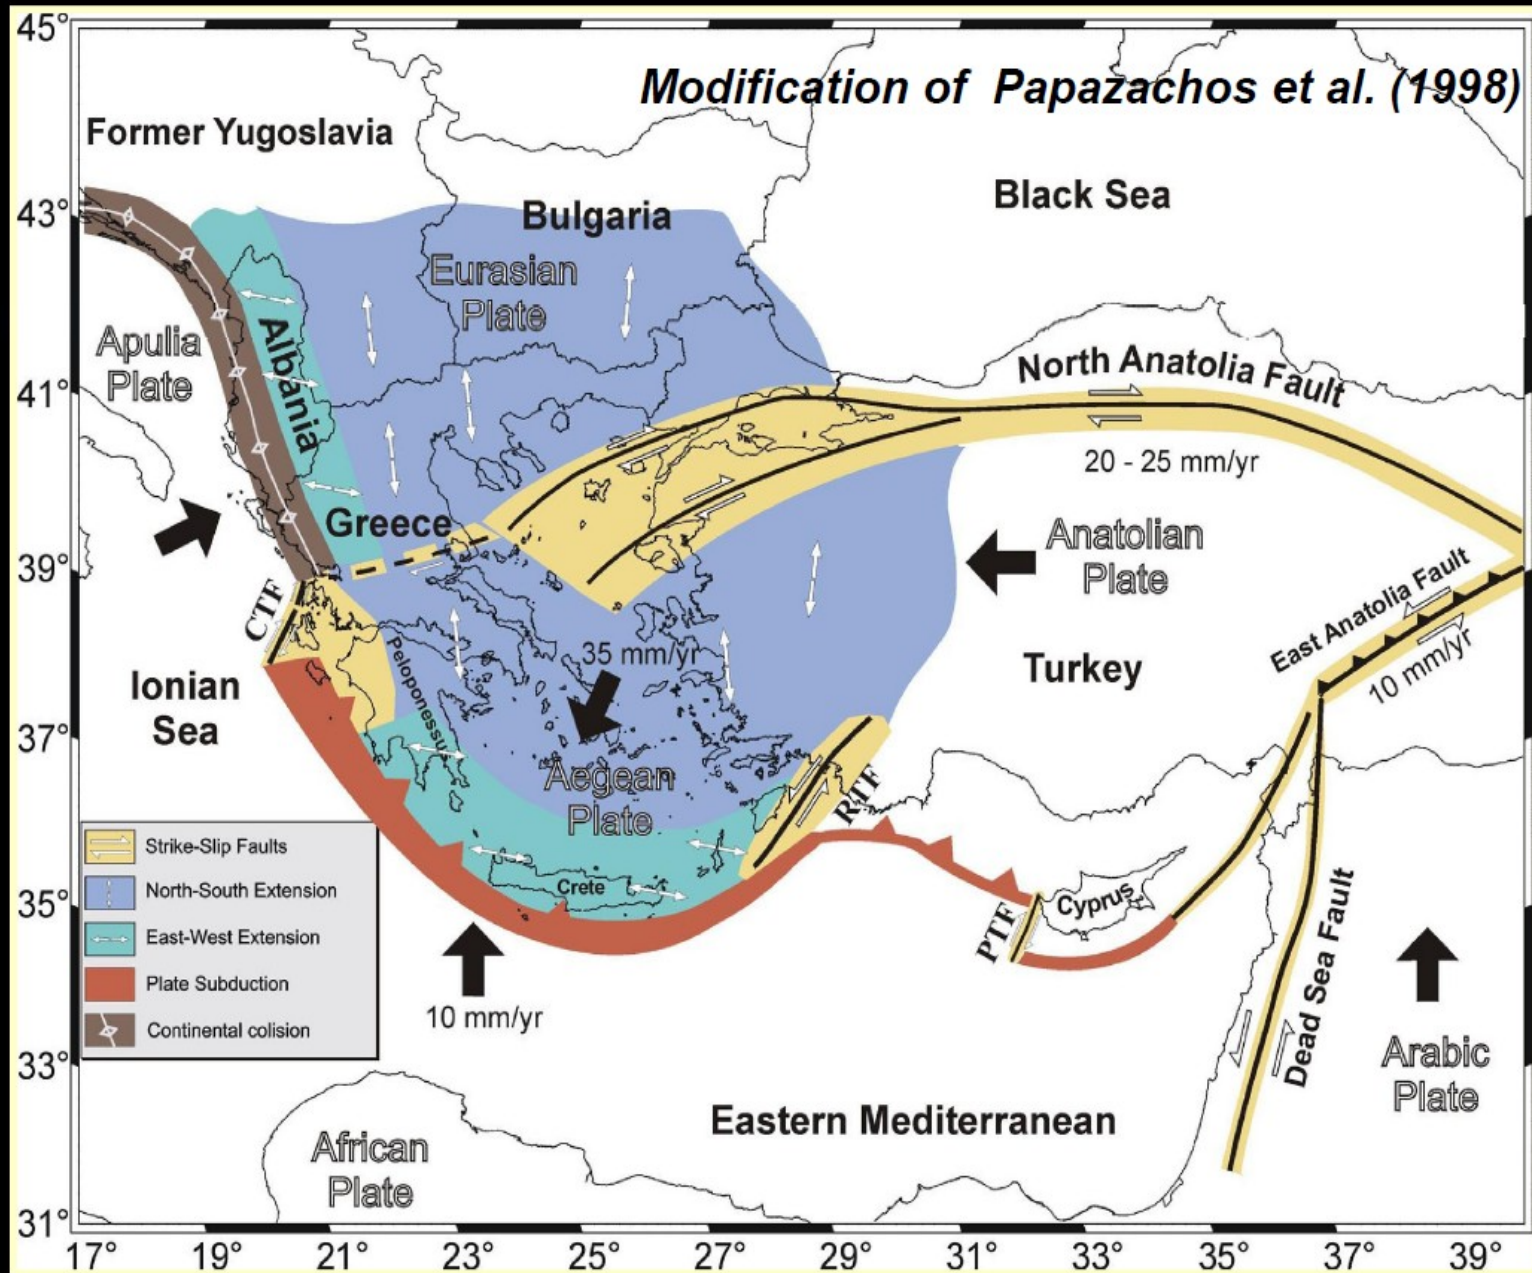 45°
43°
41°
39°
37°
35°
33°
31°
17°
19°
21°
23°
25°
27°
29°
31°
33°
35°
37°
39°
Modification of Papazachos et al. (1998)
Former Yugoslavia
Black Sea
Bulgaria
Eurasian
Plate
Apulia
Plate
Albania
North Anatolia Fault
20 - 25 mm/yr
Greece
Anatolian
Plate
East Anatolia Fault
10 mm/yr
CTF
Peloponessus
35 mm/yr
Turkey
Ionian
Sea
Aegean
Plate
RTF
Crete
Cyprus
PTF
Dead Sea Fault
Strike-Slip Faults
North-South Extension
East-West Extension
Plate Subduction
Continental colision
10 mm/yr
Arabic
Plate
Eastern Mediterranean
African
Plate